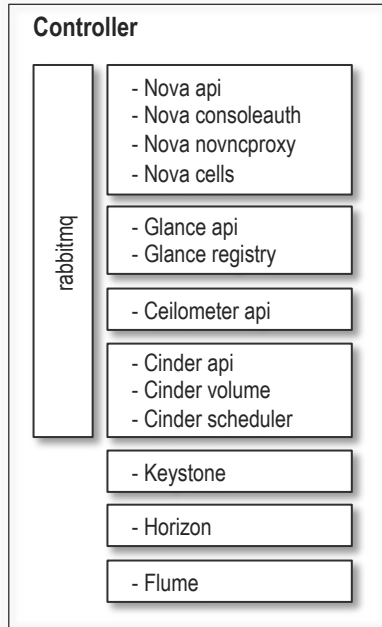 Controller
rabbitmq
- Nova api
- Nova consoleauth
- Nova novncproxy
- Nova cells
- Glance api
- Glance registry
- Ceilometer api
- Cinder api
- Cinder volume
- Cinder scheduler
- Keystone
- Horizon
- Flume